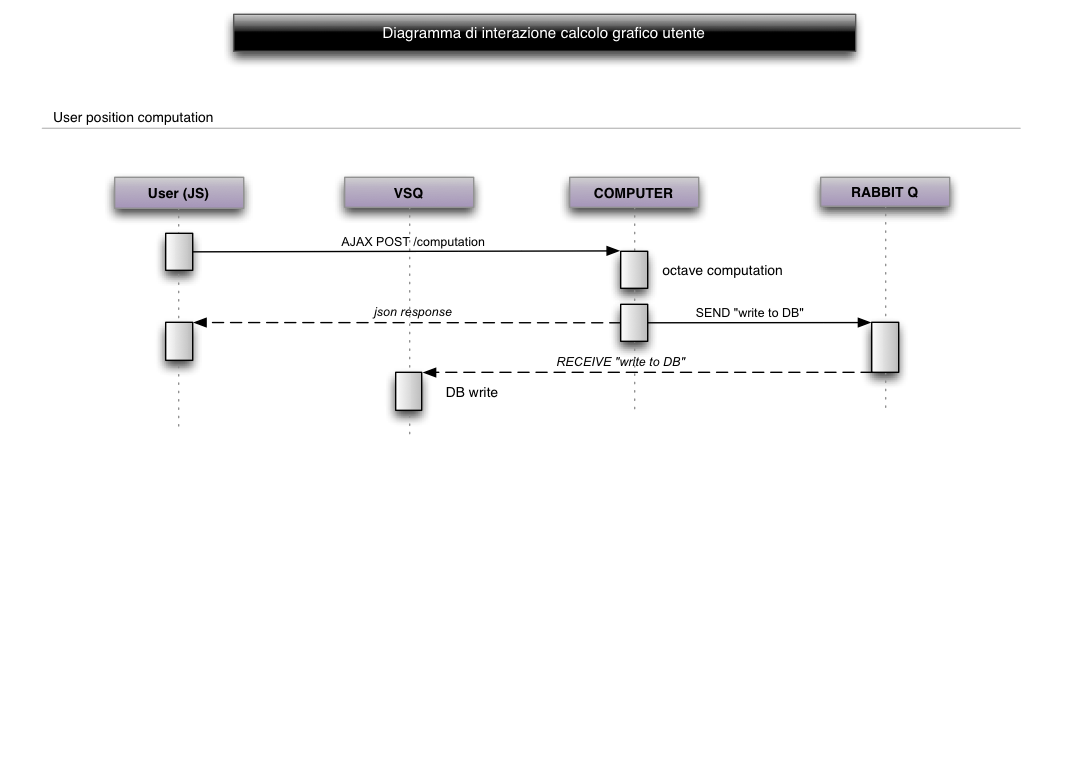 Diagramma di interazione calcolo grafico utente
User position computation
User (JS)
VSQ
COMPUTER
RABBIT Q
AJAX POST /computation
octave computation
json response
SEND "write to DB"
RECEIVE "write to DB"
DB write